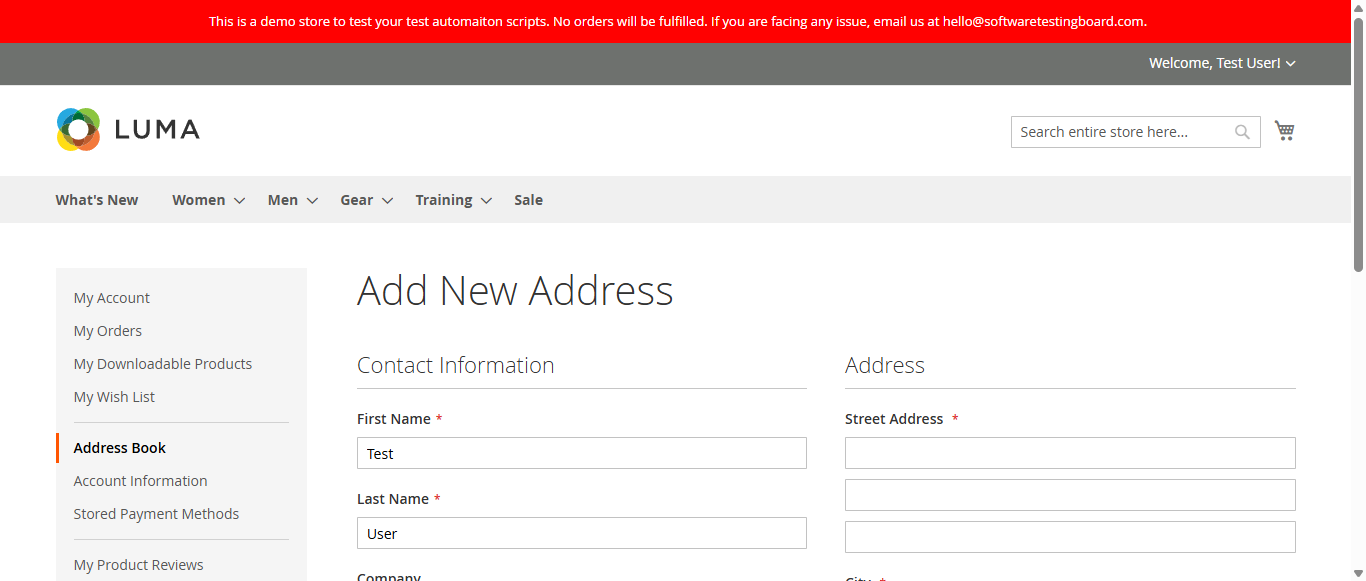 This is a demo store to test your test automaiton scripts. No orders will be fulfilled. If you are facing any issue, email us at hello@softwaretestingboard.com.
Welcome, Test User!
LUMA
Search entire store here...
What's New Women Men Gear Training Sale
My Account
My Orders
My Downloadable Products
My Wish List
Address Book
Account Information
Stored Payment Methods
My Product Reviews
Add New Address
Contact Information
First Name *
Test
Last Name *
User
Company
Address
Street Address *
City *